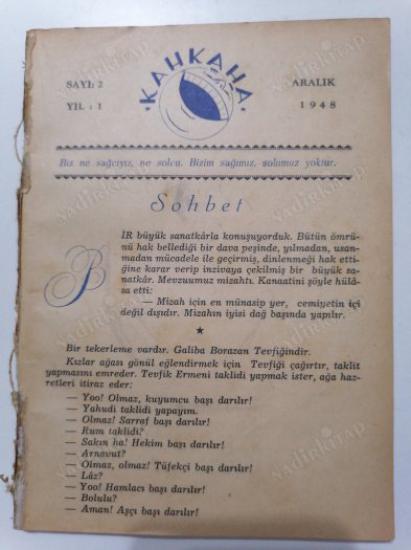 SAYI: 2
YIL : 1
KAHKAHA
ARALIK
1948
Biz ne sağcıyız, ne solcu. Bizim sağımız, solumuz yoktur.
Sohbet
BİR büyük sanatkârla konuşuyorduk. Bütün ömrü-
nü hak bellediği bir dava peşinde, yılmadan, usan-
madan mücadele ile geçirmiş, dinlenmeği hak etti-
ğine karar verip inzivaya çekilmiş bir büyük sa-
natkâr. Mevzuumuz mizahtı. Kanaatini şöyle hülâ-
sa etti:
— Mizah için en münasip yer, cemiyetin içi
değil dışıdır. Mizahın iyisi dağ başında yapılır.
★
Bir tekerleme vardır. Galiba Borazan Tevfiğindir.
Kızlar ağası gönül eğlendirmek için Tevfiği çağırtır, taklit
yapmasını emreder. Tevfik Ermeni taklidi yapmak ister, ağa haz-
retleri itiraz eder:
— Yoo! Olmaz, kuyumcu başı darılır!
— Yahudi taklidi yapayım.
— Olmaz! Sarraf başı darılır!
— Rum taklidi?
— Sakın ha! Hekim başı darılır!
— Arnavut?
— Olmaz, olmaz! Tüfekçi başı darılır!
— Lâz?
— Yoo! Hamlacı başı darılır!
— Bolulu?
— Aman! Aşçı başı darılır!
nadirkitap